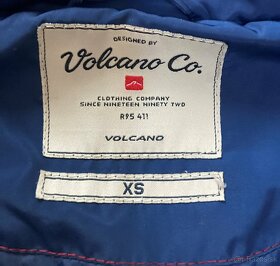 DESIGNED BY
Volcano Co.
CLOTHING COMPANY
SINCE NINETEEN NINETY TWO
R95 411
VOLCANO
XS